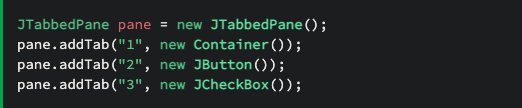 JTabbedPane pane = new JTabbedPane();
pane.addTab("1", new Container());
pane.addTab("2", new JButton());
pane.addTab("3", new JCheckBox());